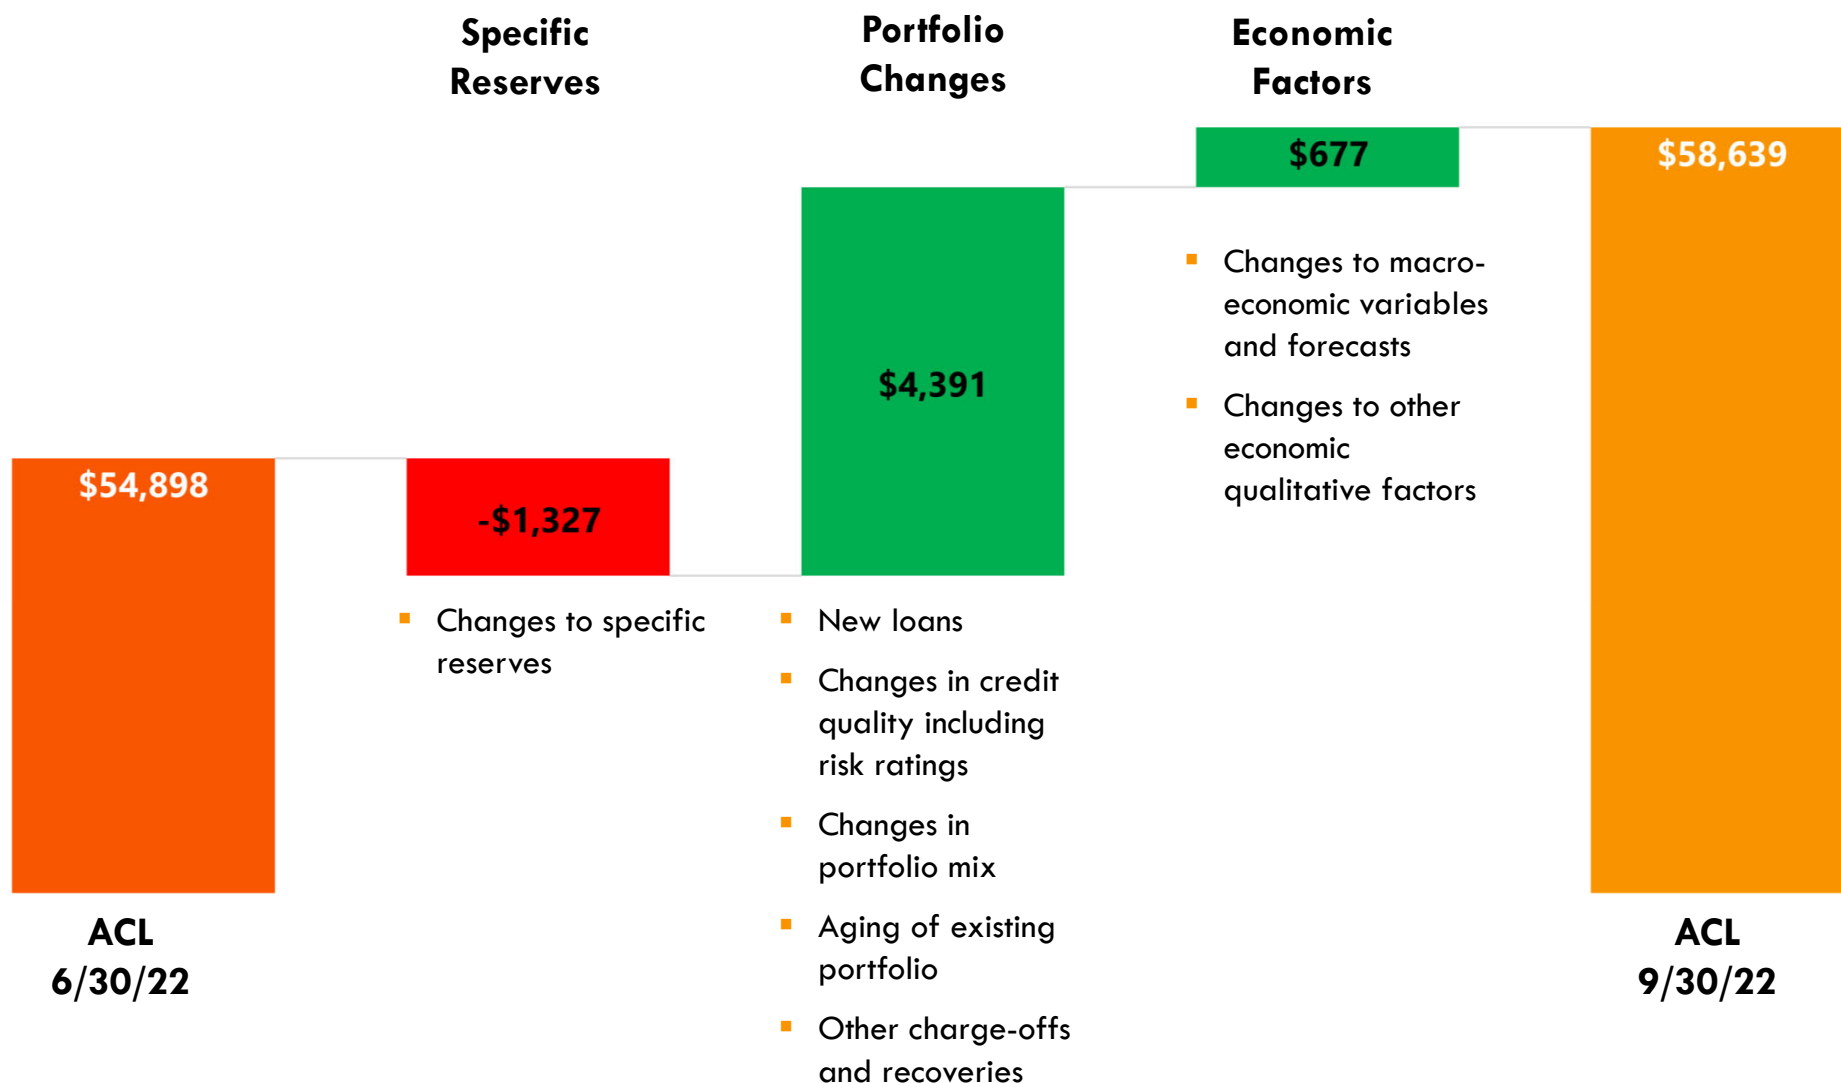 Specific
Reserves
Portfolio
Changes
Economic
Factors
$54,898
-$1,327
$4,391
$677
$58,639
▪ Changes to specific
reserves
▪ New loans
▪ Changes in credit
quality including
risk ratings
▪ Changes in
portfolio mix
▪ Aging of existing
portfolio
▪ Other charge-offs
and recoveries
▪ Changes to macro-
economic variables
and forecasts
▪ Changes to other
economic
qualitative factors
ACL
6/30/22
ACL
9/30/22